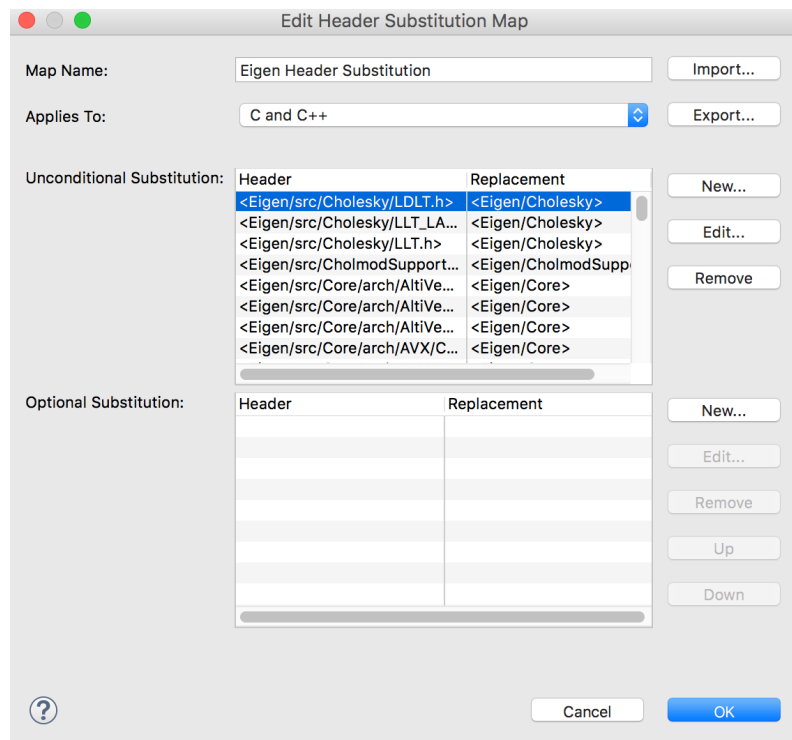 Edit Header Substitution Map
Map Name: Eigen Header Substitution Import...
Applies To: C and C++ Export...
Unconditional Substitution: Header Replacement New...
<Eigen/src/Cholesky/LDLT.h> <Eigen/Cholesky>
<Eigen/src/Cholesky/LLT_LA... <Eigen/Cholesky>
<Eigen/src/Cholesky/LLT.h> <Eigen/Cholesky> Edit...
<Eigen/src/CholmodSupport... <Eigen/CholmodSupp
<Eigen/src/Core/arch/AltiVe... <Eigen/Core> Remove
<Eigen/src/Core/arch/AltiVe... <Eigen/Core>
<Eigen/src/Core/arch/AltiVe... <Eigen/Core>
<Eigen/src/Core/arch/AVX/C... <Eigen/Core>
Optional Substitution: Header Replacement New...
Edit...
Remove
Up
Down
? Cancel OK